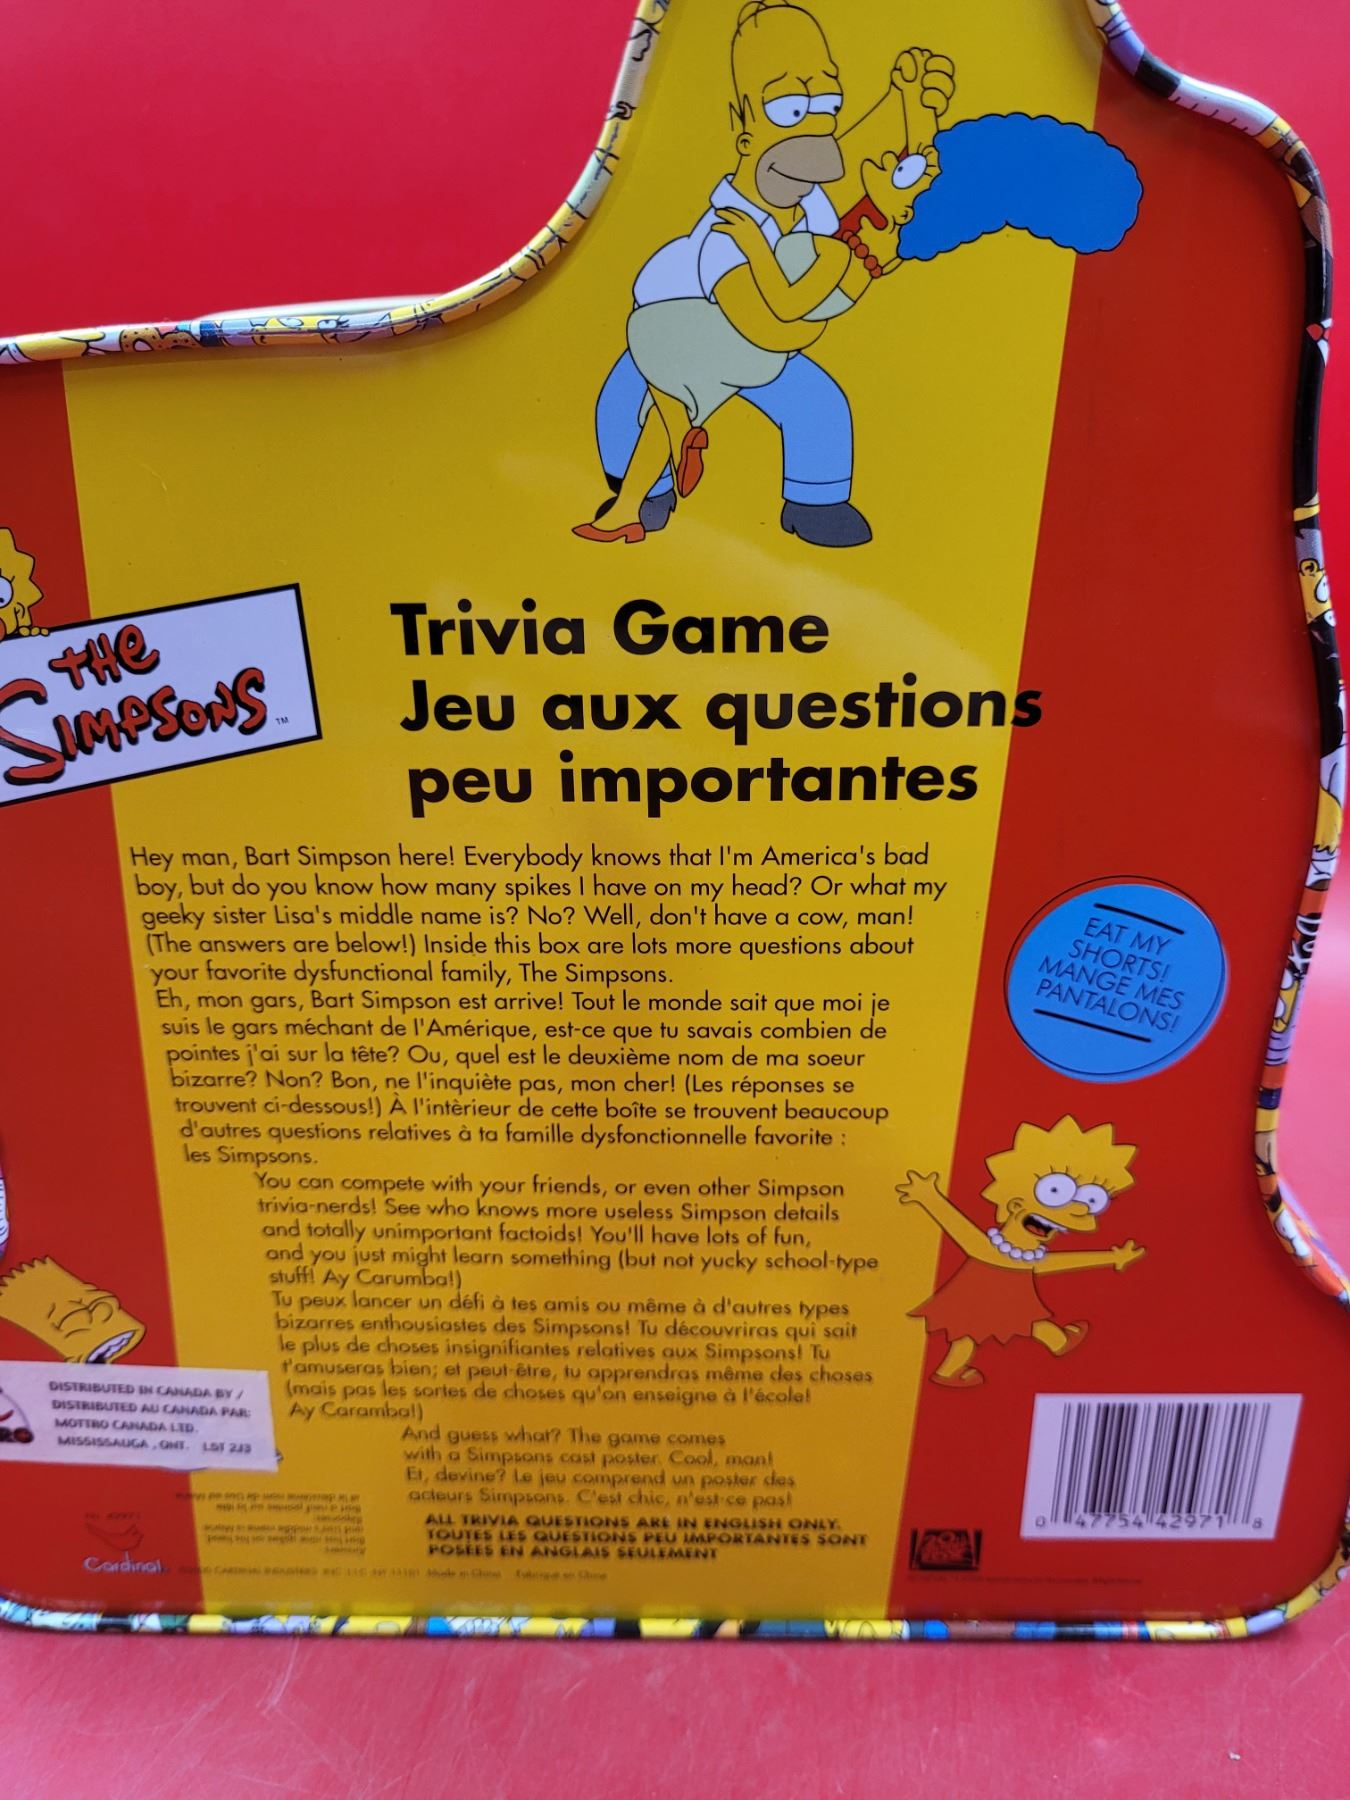 THE
SIMPSONS™
Trivia Game
Jeu aux questions
peu importantes
Hey man, Bart Simpson here! Everybody knows that I'm America's bad
boy, but do you know how many spikes I have on my head? Or what my
geeky sister Lisa's middle name is? No? Well, don't have a cow, man!
(The answers are below!) Inside this box are lots more questions about
your favorite dysfunctional family, The Simpsons.
Eh, mon gars, Bart Simpson est arrive! Tout le monde sait que moi je
suis le gars méchant de l'Amérique, est-ce que tu savais combien de
pointes j'ai sur la tête? Ou, quel est le deuxième nom de ma soeur
bizarre? Non? Bon, ne l'inquiète pas, mon cher! (Les réponses se
trouvent ci-dessous!) À l'intèrieur de cette boîte se trouvent beaucoup
d'autres questions relatives à ta famille dysfonctionnelle favorite :
les Simpsons.
You can compete with your friends, or even other Simpson
trivia-nerds! See who knows more useless Simpson details
and totally unimportant factoids! You'll have lots of fun,
and you just might learn something (but not yucky school-type
stuff! Ay Carumba!)
Tu peux lancer un défi à tes amis ou même à d'autres types
bizarres enthousiastes des Simpsons! Tu découvriras qui sait
le plus de choses insignifiantes relatives aux Simpsons! Tu
t'amuseras bien; et peut-être, tu apprendras même des choses
(mais pas les sortes de choses qu'on enseigne à l'école!
Ay Caramba!)
And guess what? The game comes
with a Simpsons cast poster. Cool, man!
Et, devine? Le jeu comprend un poster des
acteurs Simpsons. C'est chic, n'est-ce pas!
ALL TRIVIA QUESTIONS ARE IN ENGLISH ONLY.
TOUTES LES QUESTIONS PEU IMPORTANTES SONT
POSÉES EN ANGLAIS SEULEMENT
EAT MY
SHORTS!
MANGE MES
PANTALONS!
DISTRIBUTED IN CANADA BY /
DISTRIBUTED AU CANADA PAR:
MOTTRO CANADA LTD.
MISSISSAUGA , ONT. L5T 2J3
Cardinal
Made in China Fabrique en Chine
0 47754 42971 8